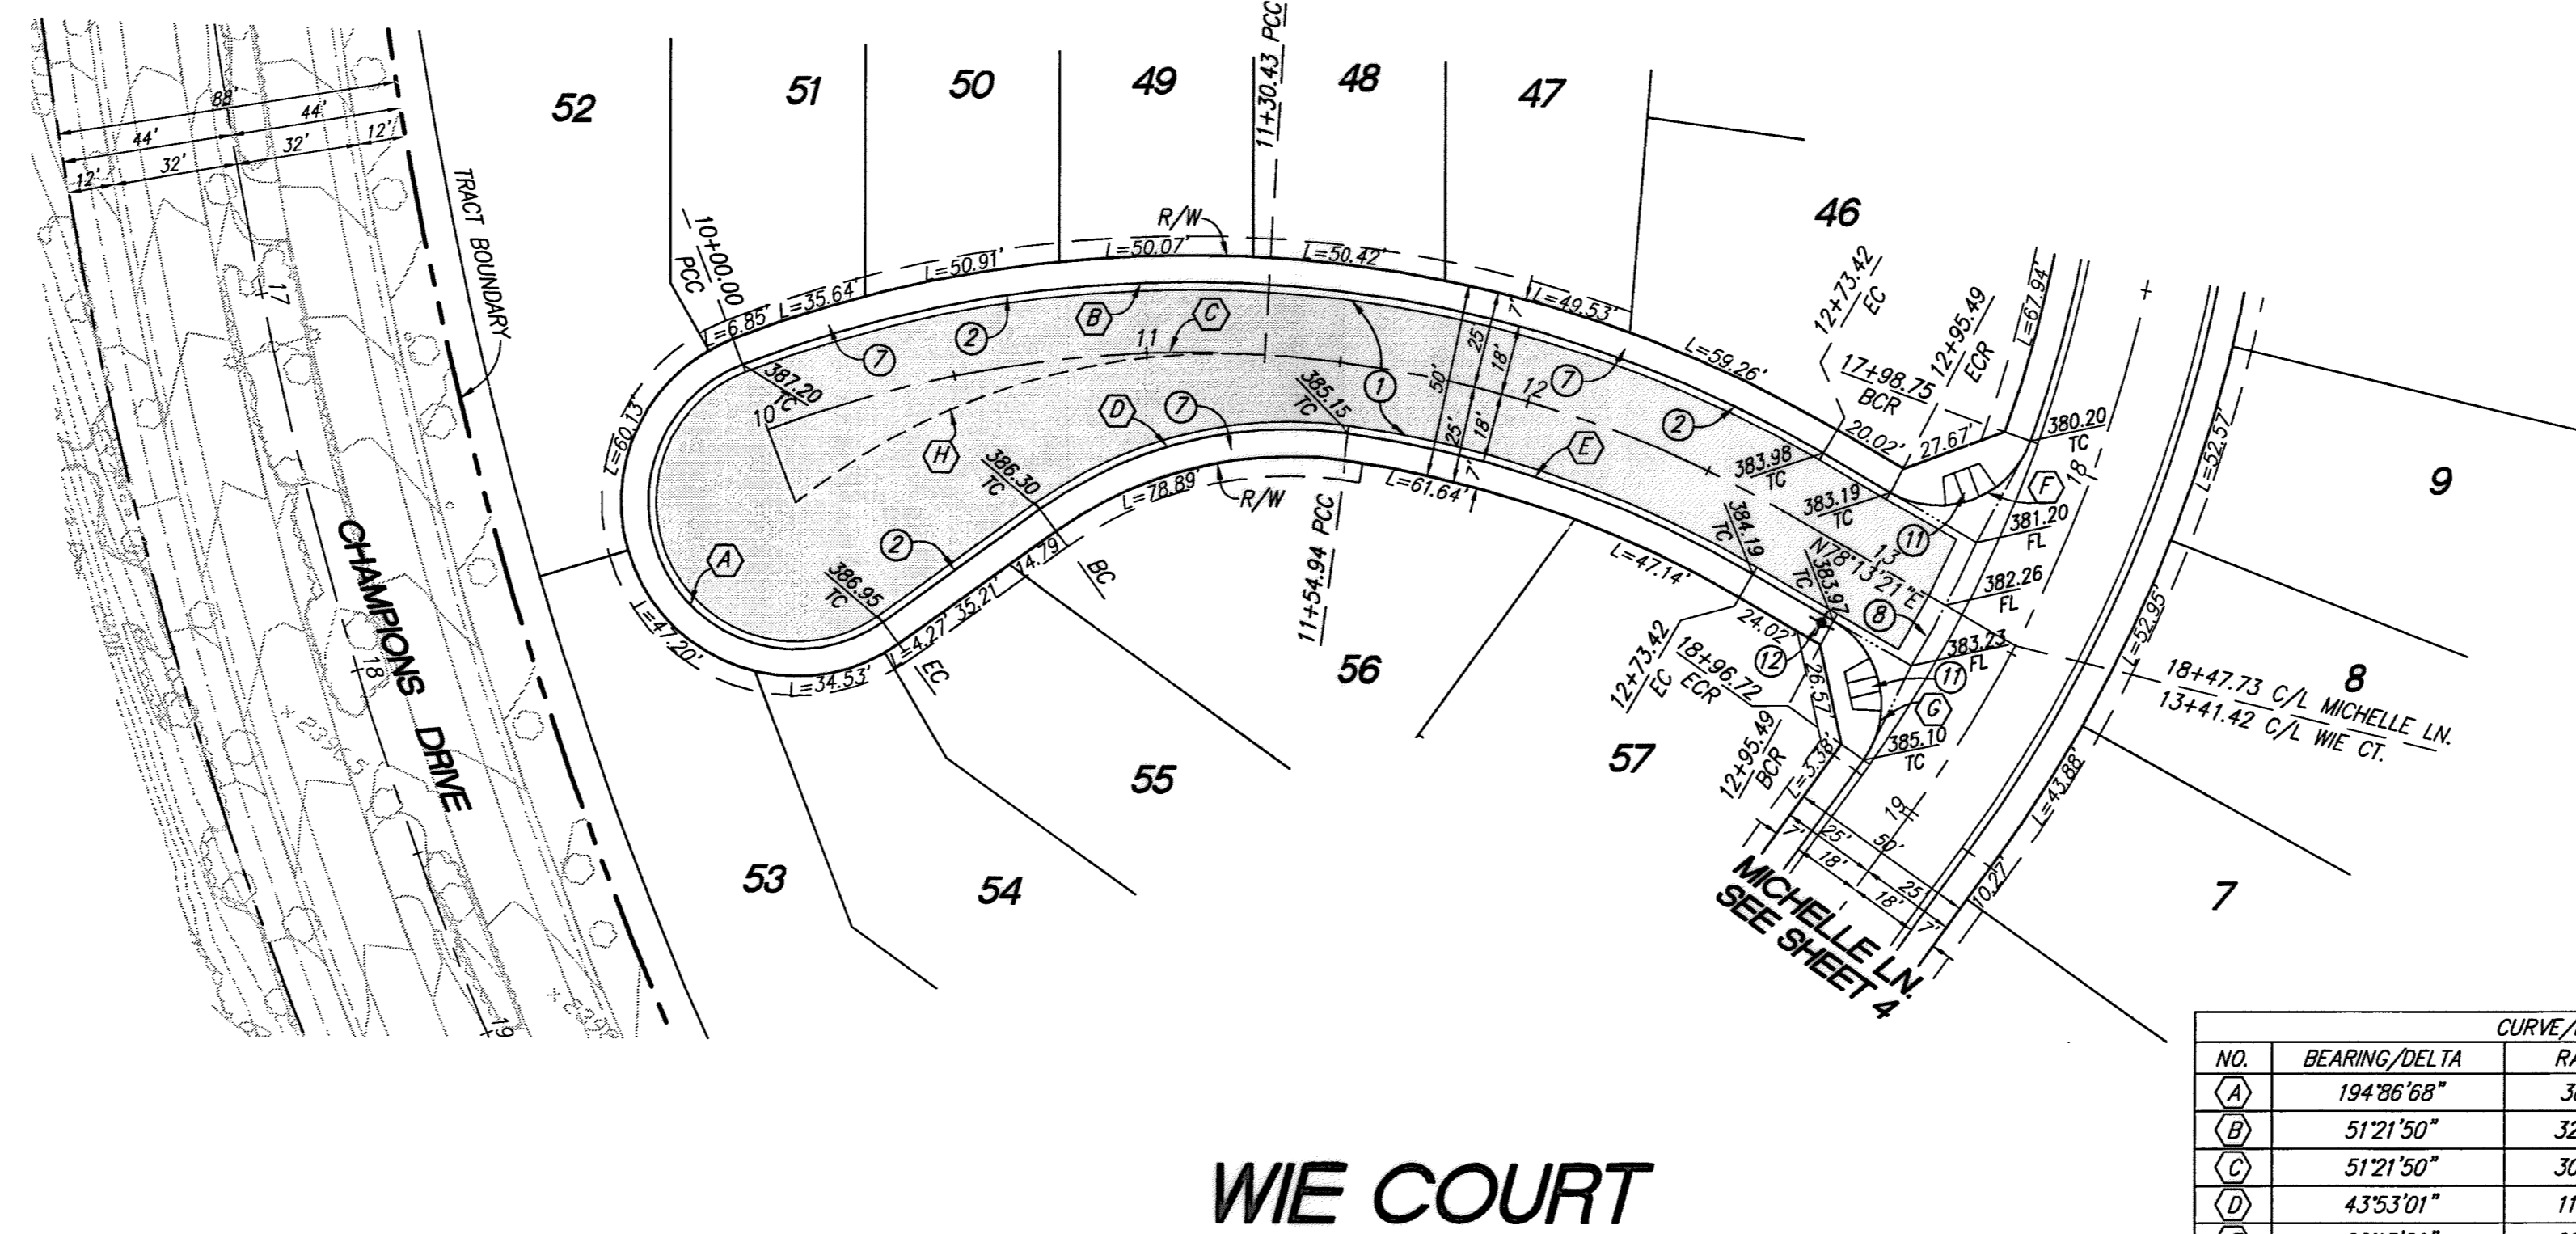 88'
44'
44'
32'
32'
12'
12'
17
18
19
TRACT BOUNDARY
CHAMPIONS DRIVE
52
51
50
49
48
47
46
11+30.43 PCC
10+00.00
PCC
R/W
L=6.85'
L=35.64'
L=50.91'
L=50.07'
L=50.42'
L=49.53'
L=59.26'
L=67.94'
12+73.42
EC
12+95.49
ECR
17+98.75
BCR
20.02'
27.67'
380.20
TC
18
L=52.57'
9
387.20
TC
10
7
2
B
C
11
1
385.15
TC
50'
25'
25'
18'
18'
7'
7'
12
7
2
E
383.98
TC
383.19
TC
F
11
381.20
FL
13
N78°13'21"E
382.26
FL
8
383.23
FL
H
D
7
386.30
TC
L=78.89'
R/W
L=61.64'
384.19
TC
383.97
TC
L=47.14'
24.02'
12
L=60.13'
A
2
386.95
TC
14.79
BC
35.21'
L=4.27'
EC
L=47.20'
L=34.53'
11+54.94 PCC
56
12+73.42
EC
18+96.72
ECR
12+95.49
BCR
26.57'
11
G
385.10
TC
L=3.38'
L=52.95'
8
18+47.73 C/L MICHELLE LN.
13+41.42 C/L WIE CT.
L=43.88'
57
55
54
53
7
19
7'
25'
50'
18'
25
18'
7'
10.27'
MICHELLE LN.
SEE SHEET 4
CURVE/
NO. BEARING/DELTA
A 194°86'68"
B 51°21'50" 32
C 51°21'50" 30
D 43°53'01" 11
WIE COURT